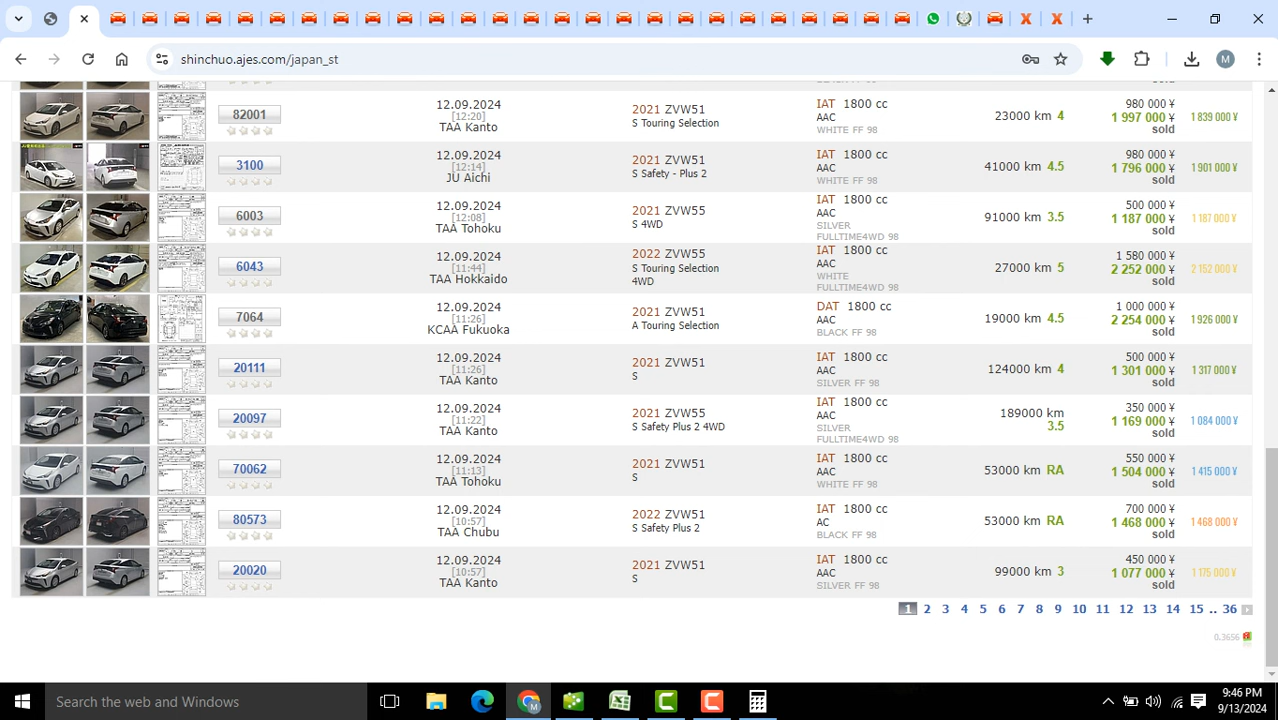 shinchuo.ajes.com/japan_st
M
82001
12.09.2024
[12:20]
TAA Kanto
2021 ZVW51
S Touring Selection
IAT 1800 cc
AAC
WHITE FF 98
23000 km 4
980 000 ¥
1 997 000 ¥
sold
1 839 000 ¥
3100
12.09.2024
[12:14]
JU Aichi
2021 ZVW51
S Safety - Plus 2
IAT 1800 cc
AAC
WHITE FF 98
41000 km 4.5
980 000 ¥
1 796 000 ¥
sold
1 901 000 ¥
6003
12.09.2024
[12:08]
TAA Tohoku
2021 ZVW55
S 4WD
IAT 1800 cc
AAC
SILVER
FULLTIME4WD 98
91000 km 3.5
500 000 ¥
1 187 000 ¥
sold
1 187 000 ¥
6043
12.09.2024
[11:44]
TAA Hokkaido
2022 ZVW55
S Touring Selection
4WD
IAT 1800 cc
AAC
WHITE
FULLTIME4WD 98
27000 km 5
1 580 000 ¥
2 252 000 ¥
sold
2 152 000 ¥
7064
12.09.2024
[11:26]
KCAA Fukuoka
2021 ZVW51
A Touring Selection
DAT 1800 cc
AAC
BLACK FF 98
19000 km 4.5
1 000 000 ¥
2 254 000 ¥
sold
1 926 000 ¥
20111
12.09.2024
[11:26]
TAA Kanto
2021 ZVW51
S
IAT 1800 cc
AAC
SILVER FF 98
124000 km 4
500 000 ¥
1 301 000 ¥
sold
1 317 000 ¥
20097
12.09.2024
[11:22]
TAA Kanto
2021 ZVW55
S Safety Plus 2 4WD
IAT 1800 cc
AAC
SILVER
FULLTIME4WD 98
189000 km
3.5
350 000 ¥
1 169 000 ¥
sold
1 084 000 ¥
70062
12.09.2024
[11:13]
TAA Tohoku
2021 ZVW51
S
IAT 1800 cc
AAC
WHITE FF 98
53000 km RA
550 000 ¥
1 504 000 ¥
sold
1 415 000 ¥
80573
12.09.2024
[10:57]
TAA Chubu
2022 ZVW51
S Safety Plus 2
IAT 1800 cc
AC
BLACK FF 98
53000 km RA
700 000 ¥
1 468 000 ¥
sold
1 468 000 ¥
20020
12.09.2024
[10:57]
TAA Kanto
2021 ZVW51
S
IAT 1800 cc
AAC
SILVER FF 98
99000 km 3
450 000 ¥
1 077 000 ¥
sold
1 175 000 ¥
1 2 3 4 5 6 7 8 9 10 11 12 13 14 15 .. 36
0.3656
Search the web and Windows
9:46 PM
9/13/2024